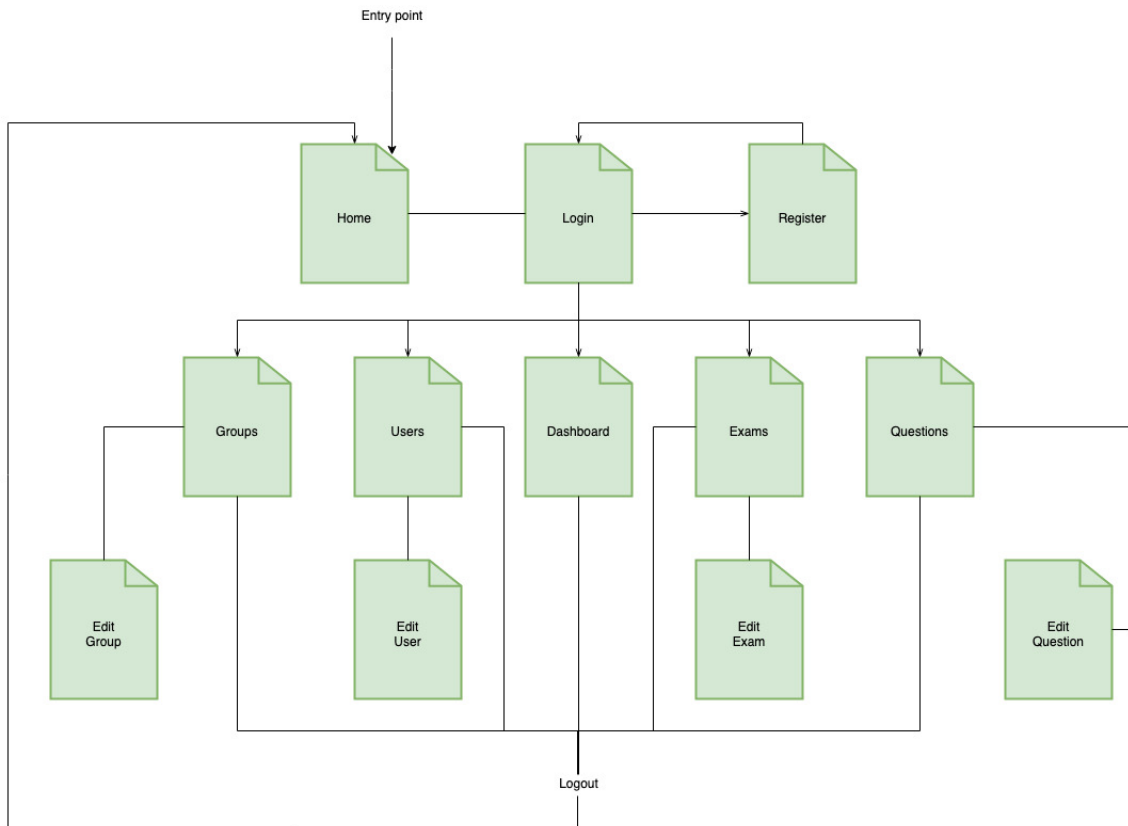 Entry point
Home
Login
Register
Groups
Users
Dashboard
Exams
Questions
Edit
Group
Edit
User
Edit
Exam
Edit
Question
Logout